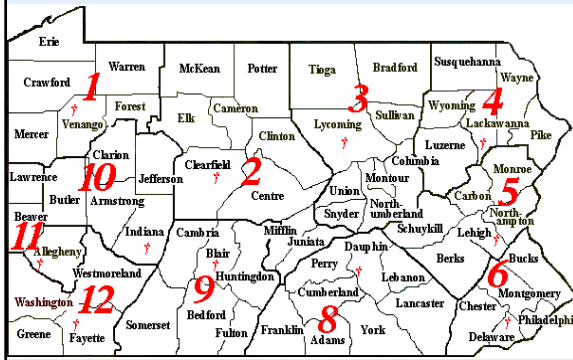 Erie
Warren
McKean
Potter
Tioga
Bradford
Susquehanna
Wayne
Crawford
1
Forest
Cameron
Elk
3
Sullivan
Wyoming
4
Lackawanna
Mercer
Venango
Clinton
Lycoming
Luzerne
Pike
Clarion
Clearfield
2
Columbia
Monroe
Lawrence
10
Jefferson
Centre
Union
Montour
5
Butler
Armstrong
Snyder
North-
umberland
Carbon
North-
ampton
Beaver
Indiana
Cambria
Mifflin
Schuykill
Lehigh
11
Allegheny
Blair
Juniata
Dauphin
Berks
Bucks
Westmoreland
Huntingdon
Perry
Lebanon
6
Washington
12
9
Cumberland
Lancaster
Chester
Montgomery
Somerset
Bedford
8
Philadelphi
Greene
Fayette
Fulton
Franklin
Adams
York
Delaware